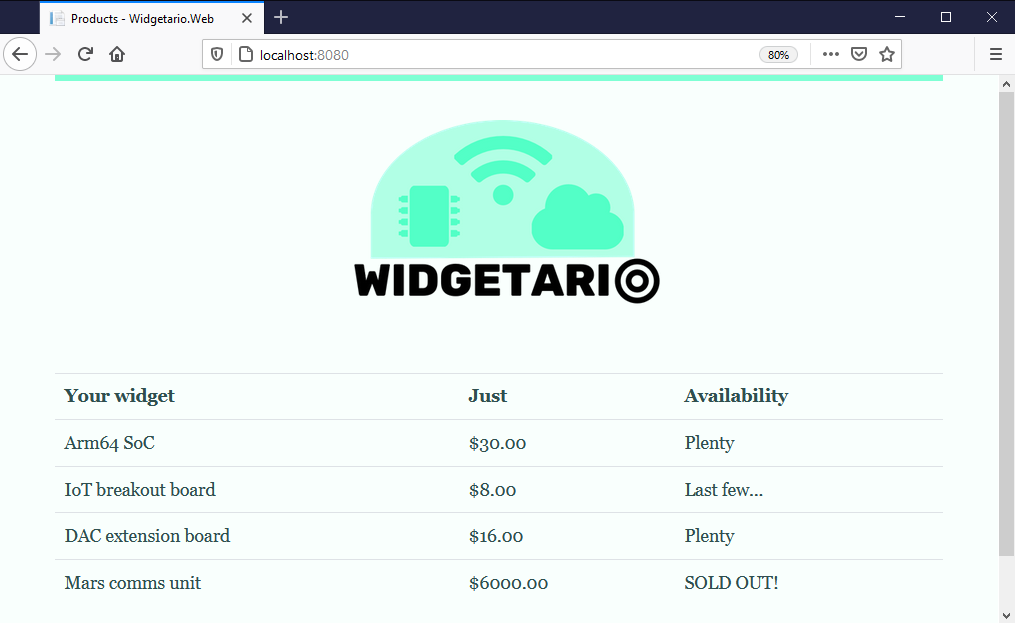 Products - Widgetario.Web
localhost:8080
80%
WIDGETARIO
Your widget Just Availability
Arm64 SoC $30.00 Plenty
IoT breakout board $8.00 Last few...
DAC extension board $16.00 Plenty
Mars comms unit $6000.00 SOLD OUT!